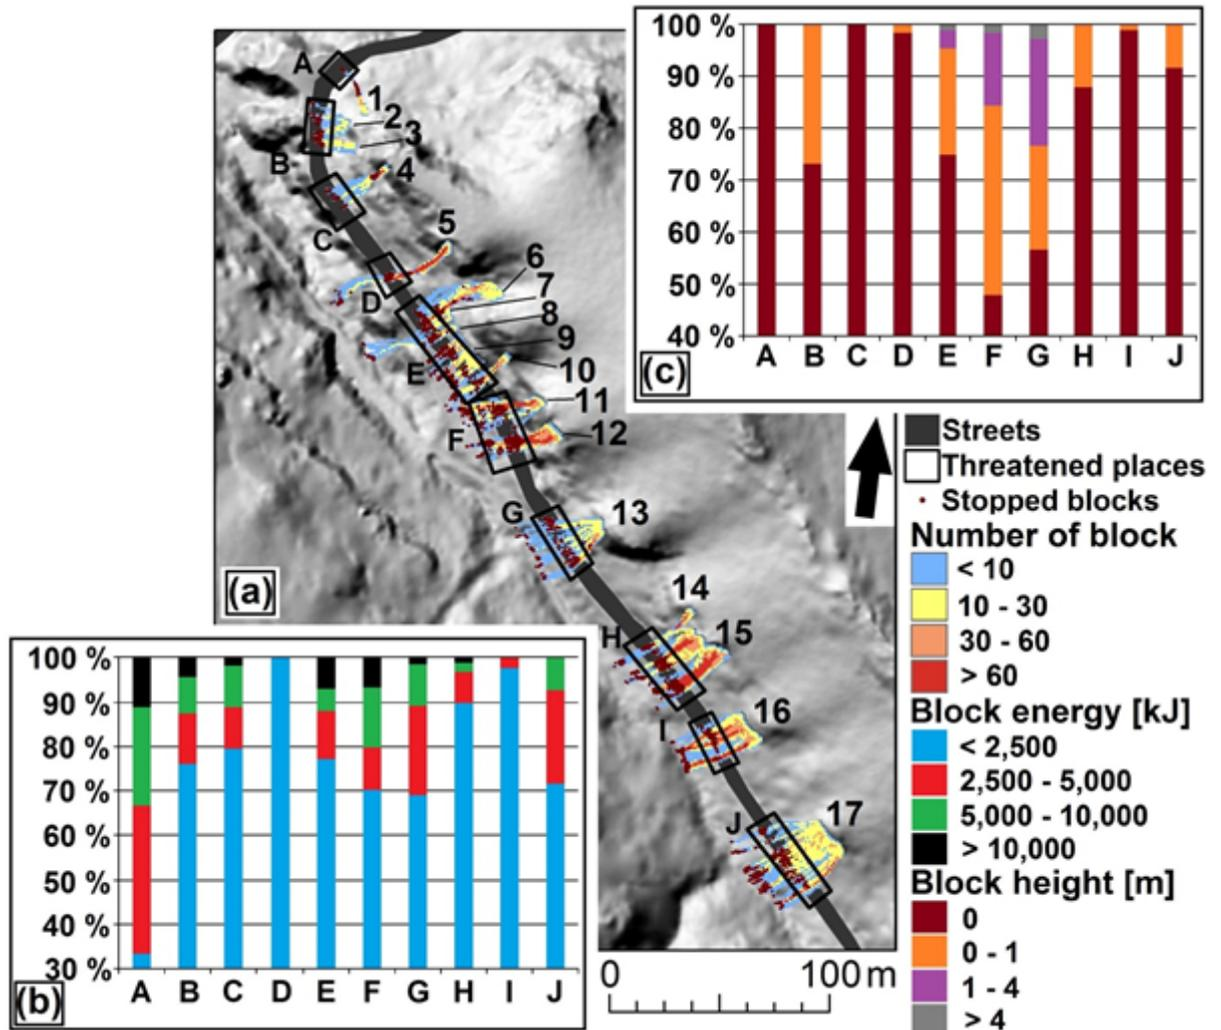 A
1
2
3
B
4
C
5
6
D
7
8
9
E
10
11
F
12
G
13
14
H
15
I
16
J
17
(a)
100 %
90 %
80 %
70 %
60 %
50 %
40 %
A B C D E F G H I J
(c)
Streets
Threatened places
Stopped blocks
Number of block
< 10
10 - 30
30 - 60
> 60
Block energy [kJ]
< 2,500
2,500 - 5,000
5,000 - 10,000
> 10,000
Block height [m]
0
0 - 1
1 - 4
> 4
100 %
90 %
80 %
70 %
60 %
50 %
40 %
30 %
A B C D E F G H I J
(b)
0 100 m